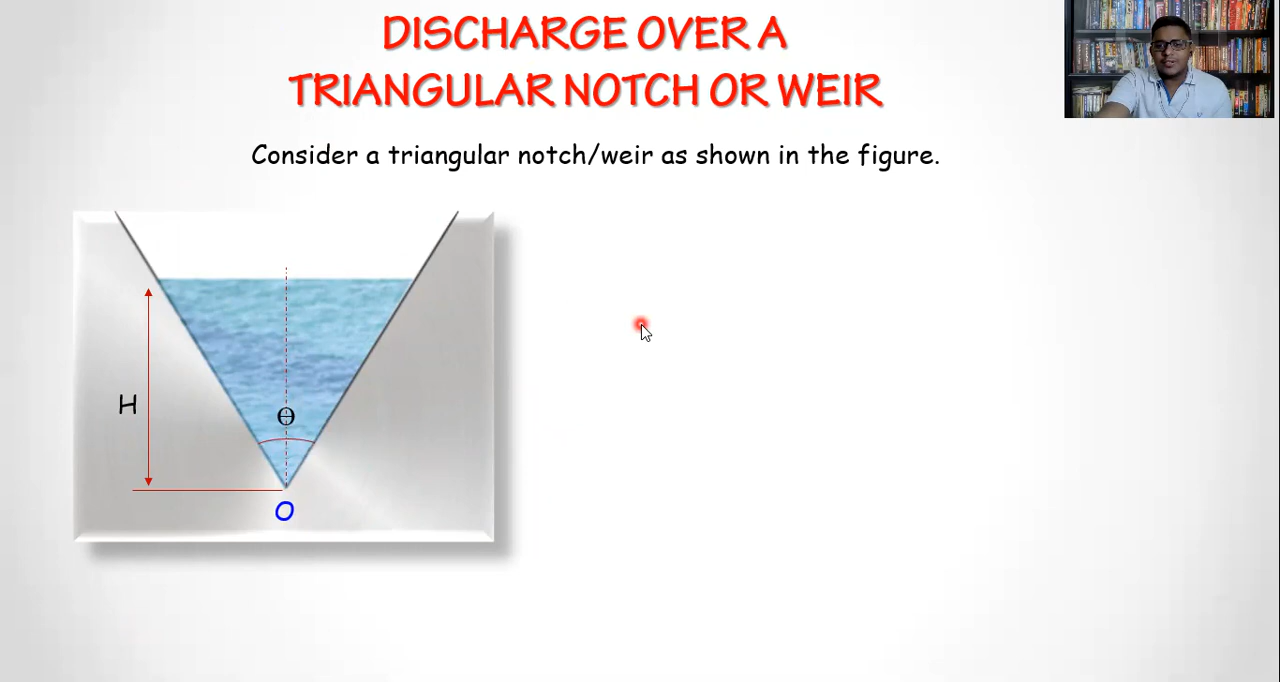 DISCHARGE OVER A
TRIANGULAR NOTCH OR WEIR
Consider a triangular notch/weir as shown in the figure.
H
Θ
O